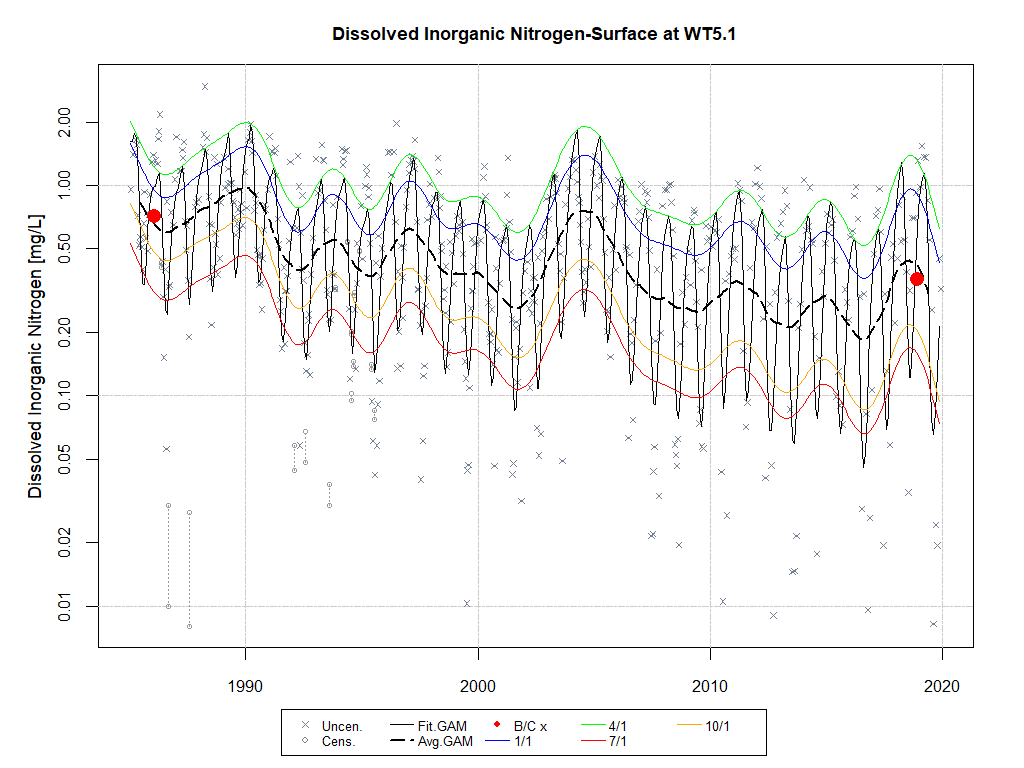 Dissolved Inorganic Nitrogen-Surface at WT5.1
Dissolved Inorganic Nitrogen [mg/L]
2.00
1.00
0.50
0.20
0.10
0.05
0.02
0.01
1990 2000 2010 2020
Uncen. Fit.GAM B/C x 4/1 10/1
Cens. Avg.GAM 1/1 7/1